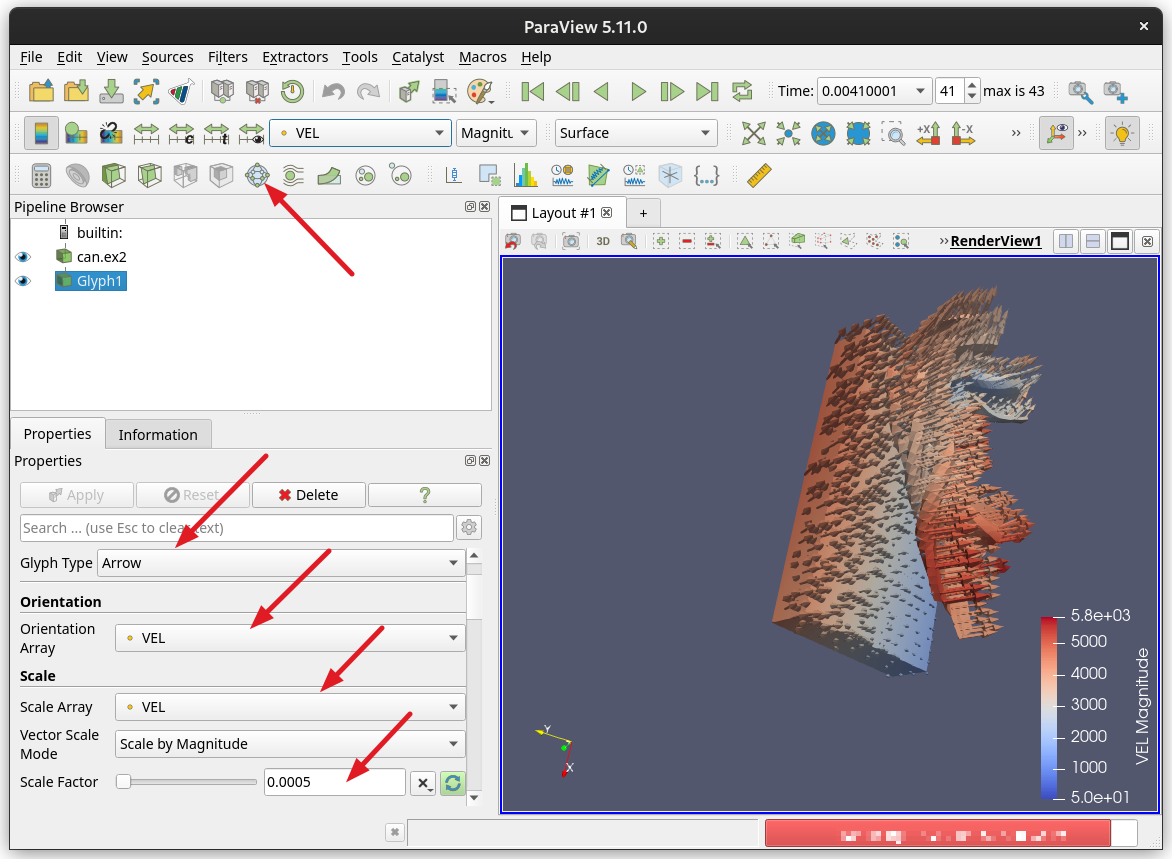 ParaView 5.11.0
File Edit View Sources Filters Extractors Tools Catalyst Macros Help
Time: 0.00410001 41 max is 43
VEL Magnitu Surface +X -X
Pipeline Browser
builtin:
can.ex2
Glyph1
Layout #1 +
3D RenderView1
Properties Information
Properties
Apply Reset Delete ?
Search ... (use Esc to clear text)
Glyph Type Arrow
Orientation
Orientation Array VEL
Scale
Scale Array VEL
Vector Scale Mode Scale by Magnitude
Scale Factor 0.0005
5.8e+03
5000
4000
3000
2000
1000
5.0e+01
VEL Magnitude
Y
X